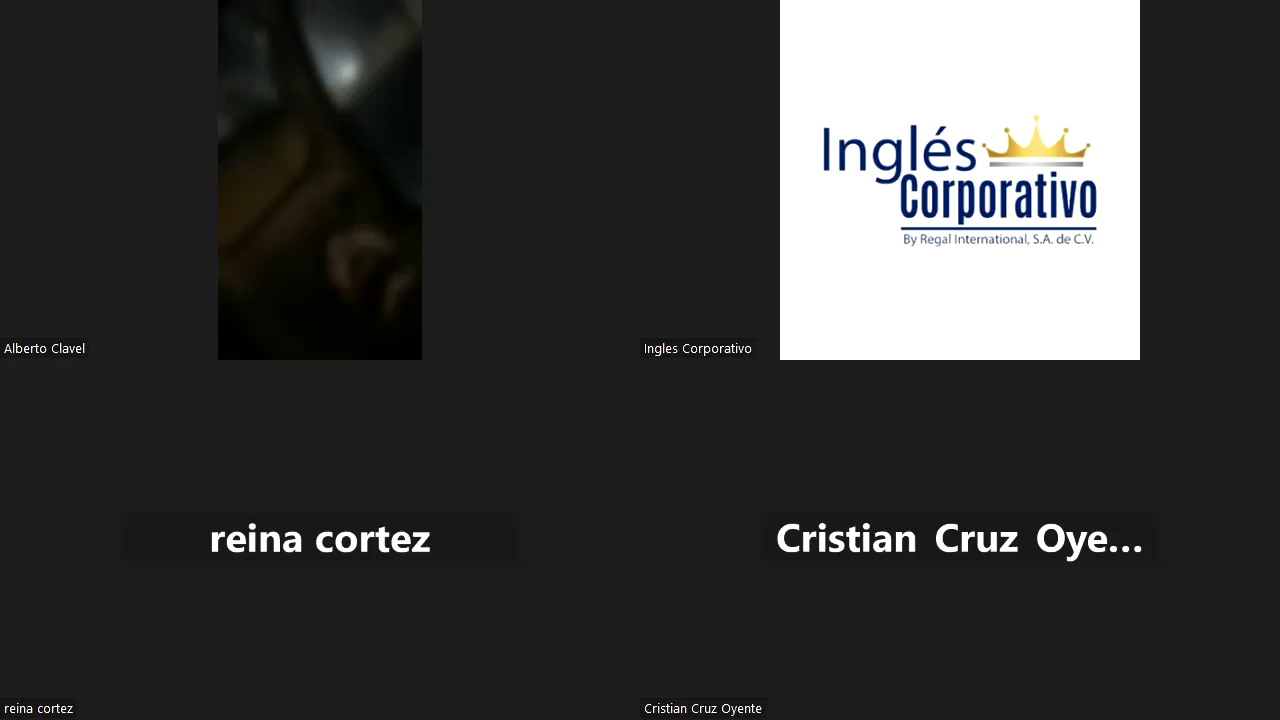 Inglés
Corporativo
By Regal International, S.A. de C.V.
Alberto Clavel
Ingles Corporativo
reina cortez
Cristian Cruz Oye...
reina cortez
Cristian Cruz Oyente